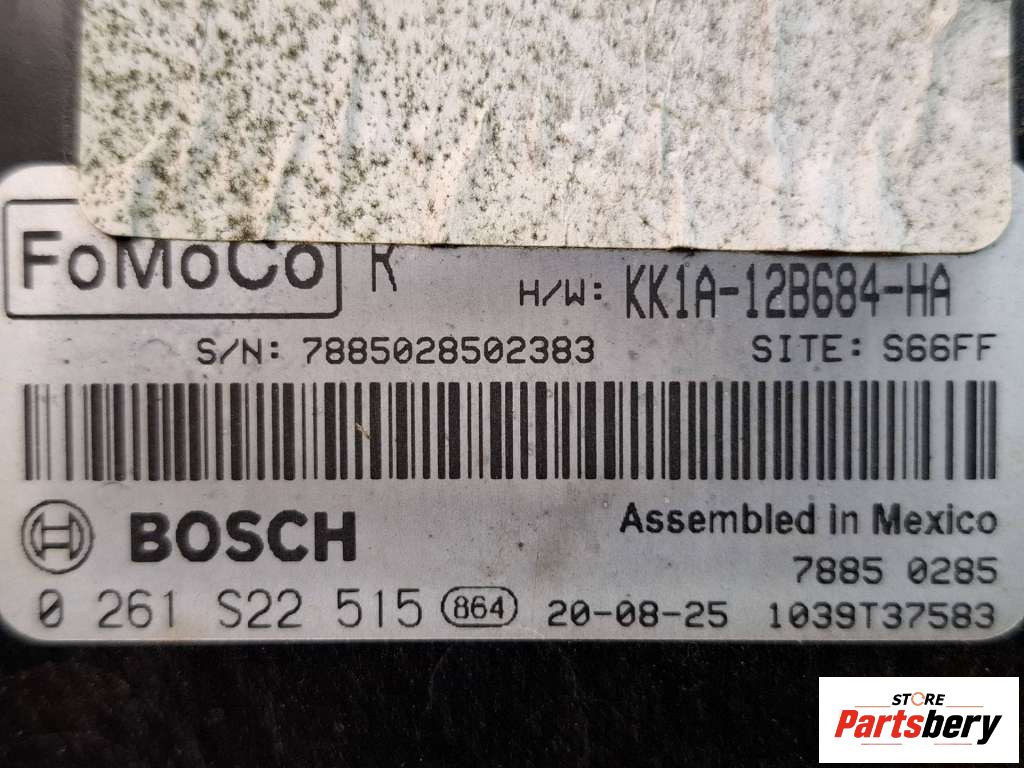 FoMoCo K H/W: KK1A-12B684-HA
S/N: 7885028502383 SITE: S66FF
BOSCH Assembled in Mexico
7885 0285
0 261 S22 515 864 20-08-25 1039T37583
STORE
Partsbery